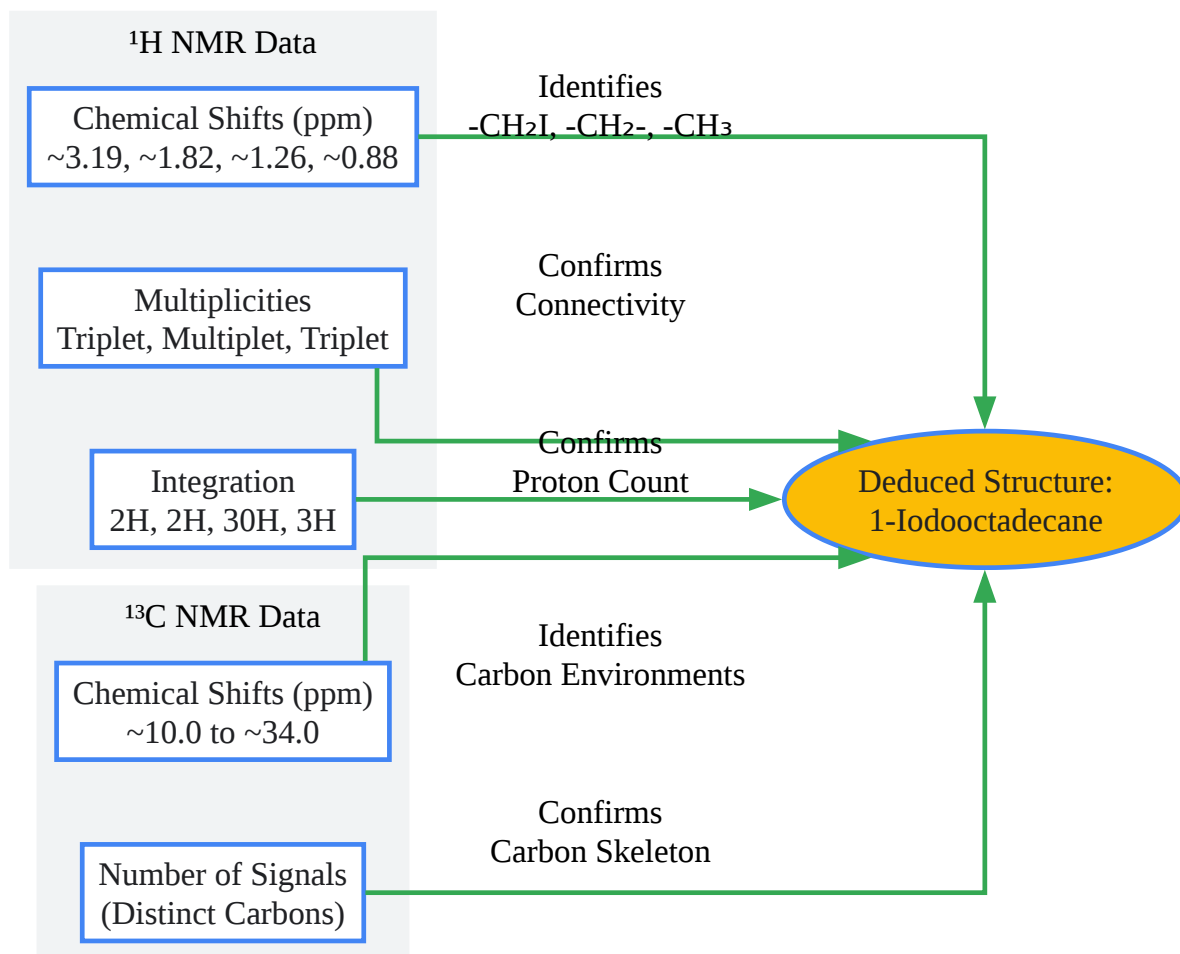 ¹H NMR Data
Chemical Shifts (ppm)
~3.19, ~1.82, ~1.26, ~0.88
Identifies
-CH₂I, -CH₂-, -CH₃
Multiplicities
Triplet, Multiplet, Triplet
Confirms
Connectivity
Integration
2H, 2H, 30H, 3H
Confirms
Proton Count
Deduced Structure:
1-Iodooctadecane
¹³C NMR Data
Chemical Shifts (ppm)
~10.0 to ~34.0
Identifies
Carbon Environments
Number of Signals
(Distinct Carbons)
Confirms
Carbon Skeleton